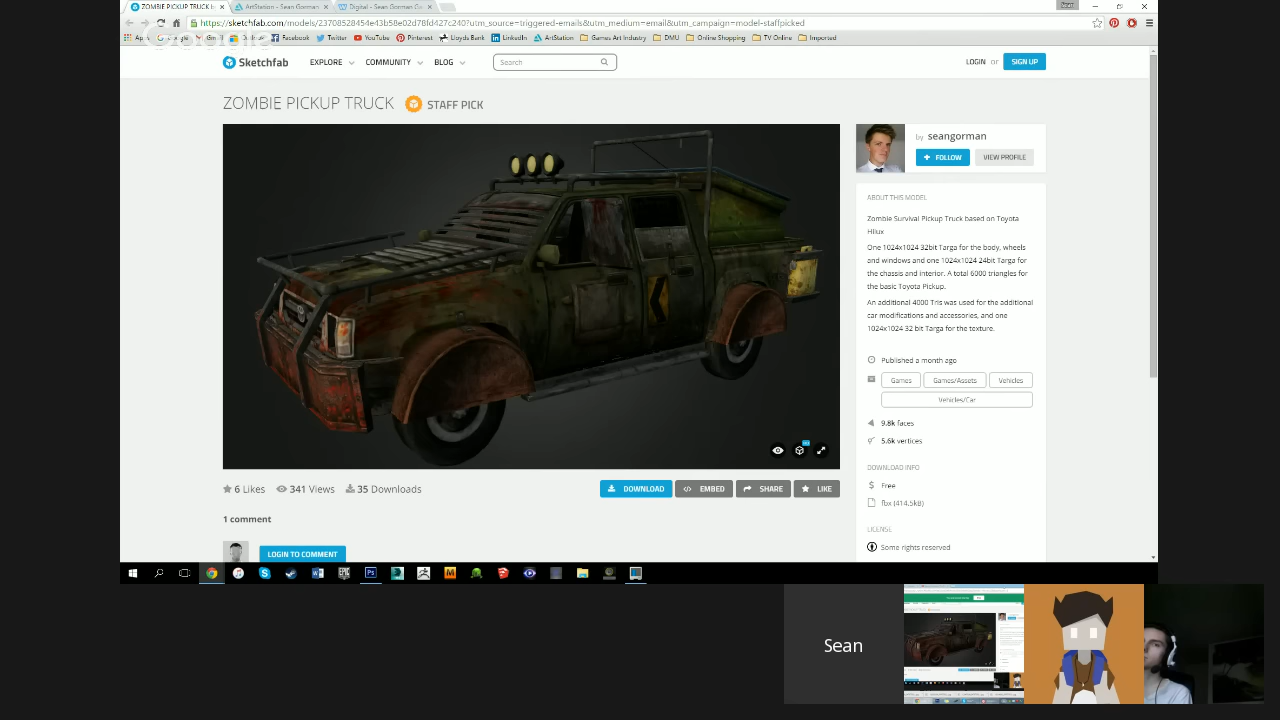 ZOMBIE PICKUP TRUCK b
ArtStation - Sean Gorman
Digital - Sean Gorman Co
Sean
https://sketchfab.com/models/23708528454e43b58e02d78fd427c240?utm_source=triggered-emails&utm_medium=email&utm_campaign=model-staffpicked
Outlook Facebook Twitter YouTube Pinterest Lloyds Bank LinkedIn ArtStation Games Art Industry DMU Online Shopping TV Online Imported
Google
Sketchfab EXPLORE COMMUNITY BLOG Search LOGIN or SIGN UP
ZOMBIE PICKUP TRUCK STAFF PICK
by seangorman
+ FOLLOW VIEW PROFILE
ABOUT THIS MODEL
Zombie Survival Pickup Truck based on Toyota
Hilux
One 1024x1024 32bit Targa for the body, wheels
and windows and one 1024x1024 24bit Targa for
the chassis and interior. A total 6000 triangles for
the basic Toyota Pickup.
An additional 4000 Tris was used for the additional
car modifications and accessories, and one
1024x1024 32 bit Targa for the texture.
Published a month ago
Games Games/Assets Vehicles
Vehicles/Car
9.8k faces
5.6k vertices
DOWNLOAD INFO
$ Free
fbx (414.5kB)
LICENSE
Some rights reserved
HD
6 Likes 341 Views 35 Downloads
DOWNLOAD </> EMBED SHARE LIKE
1 comment
LOGIN TO COMMENT
Sean